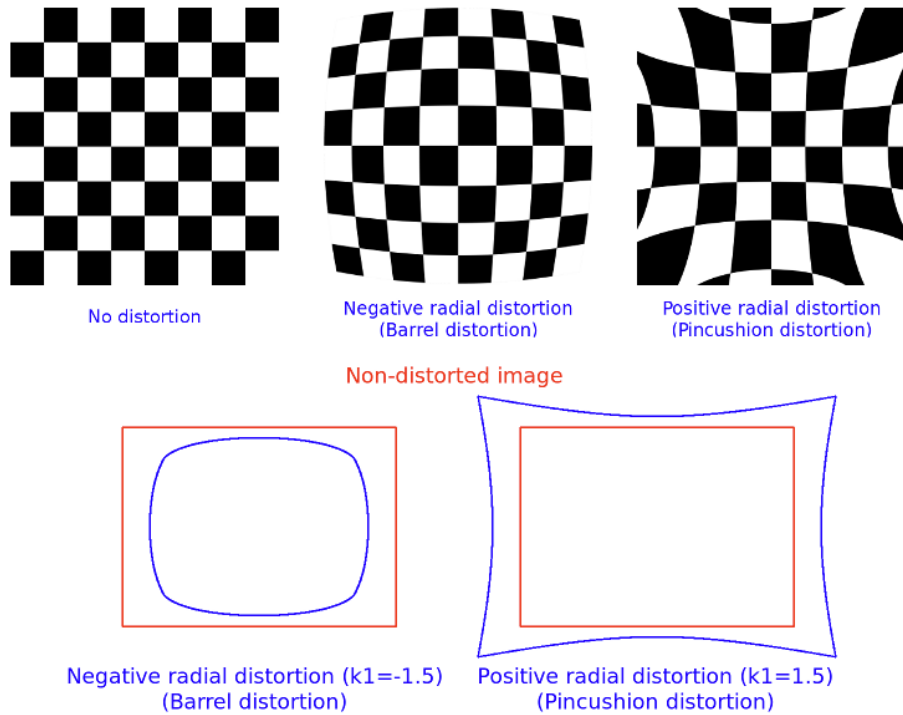 No distortion
Negative radial distortion
(Barrel distortion)
Positive radial distortion
(Pincushion distortion)
Non-distorted image
Negative radial distortion (k1=-1.5)
(Barrel distortion)
Positive radial distortion (k1=1.5)
(Pincushion distortion)